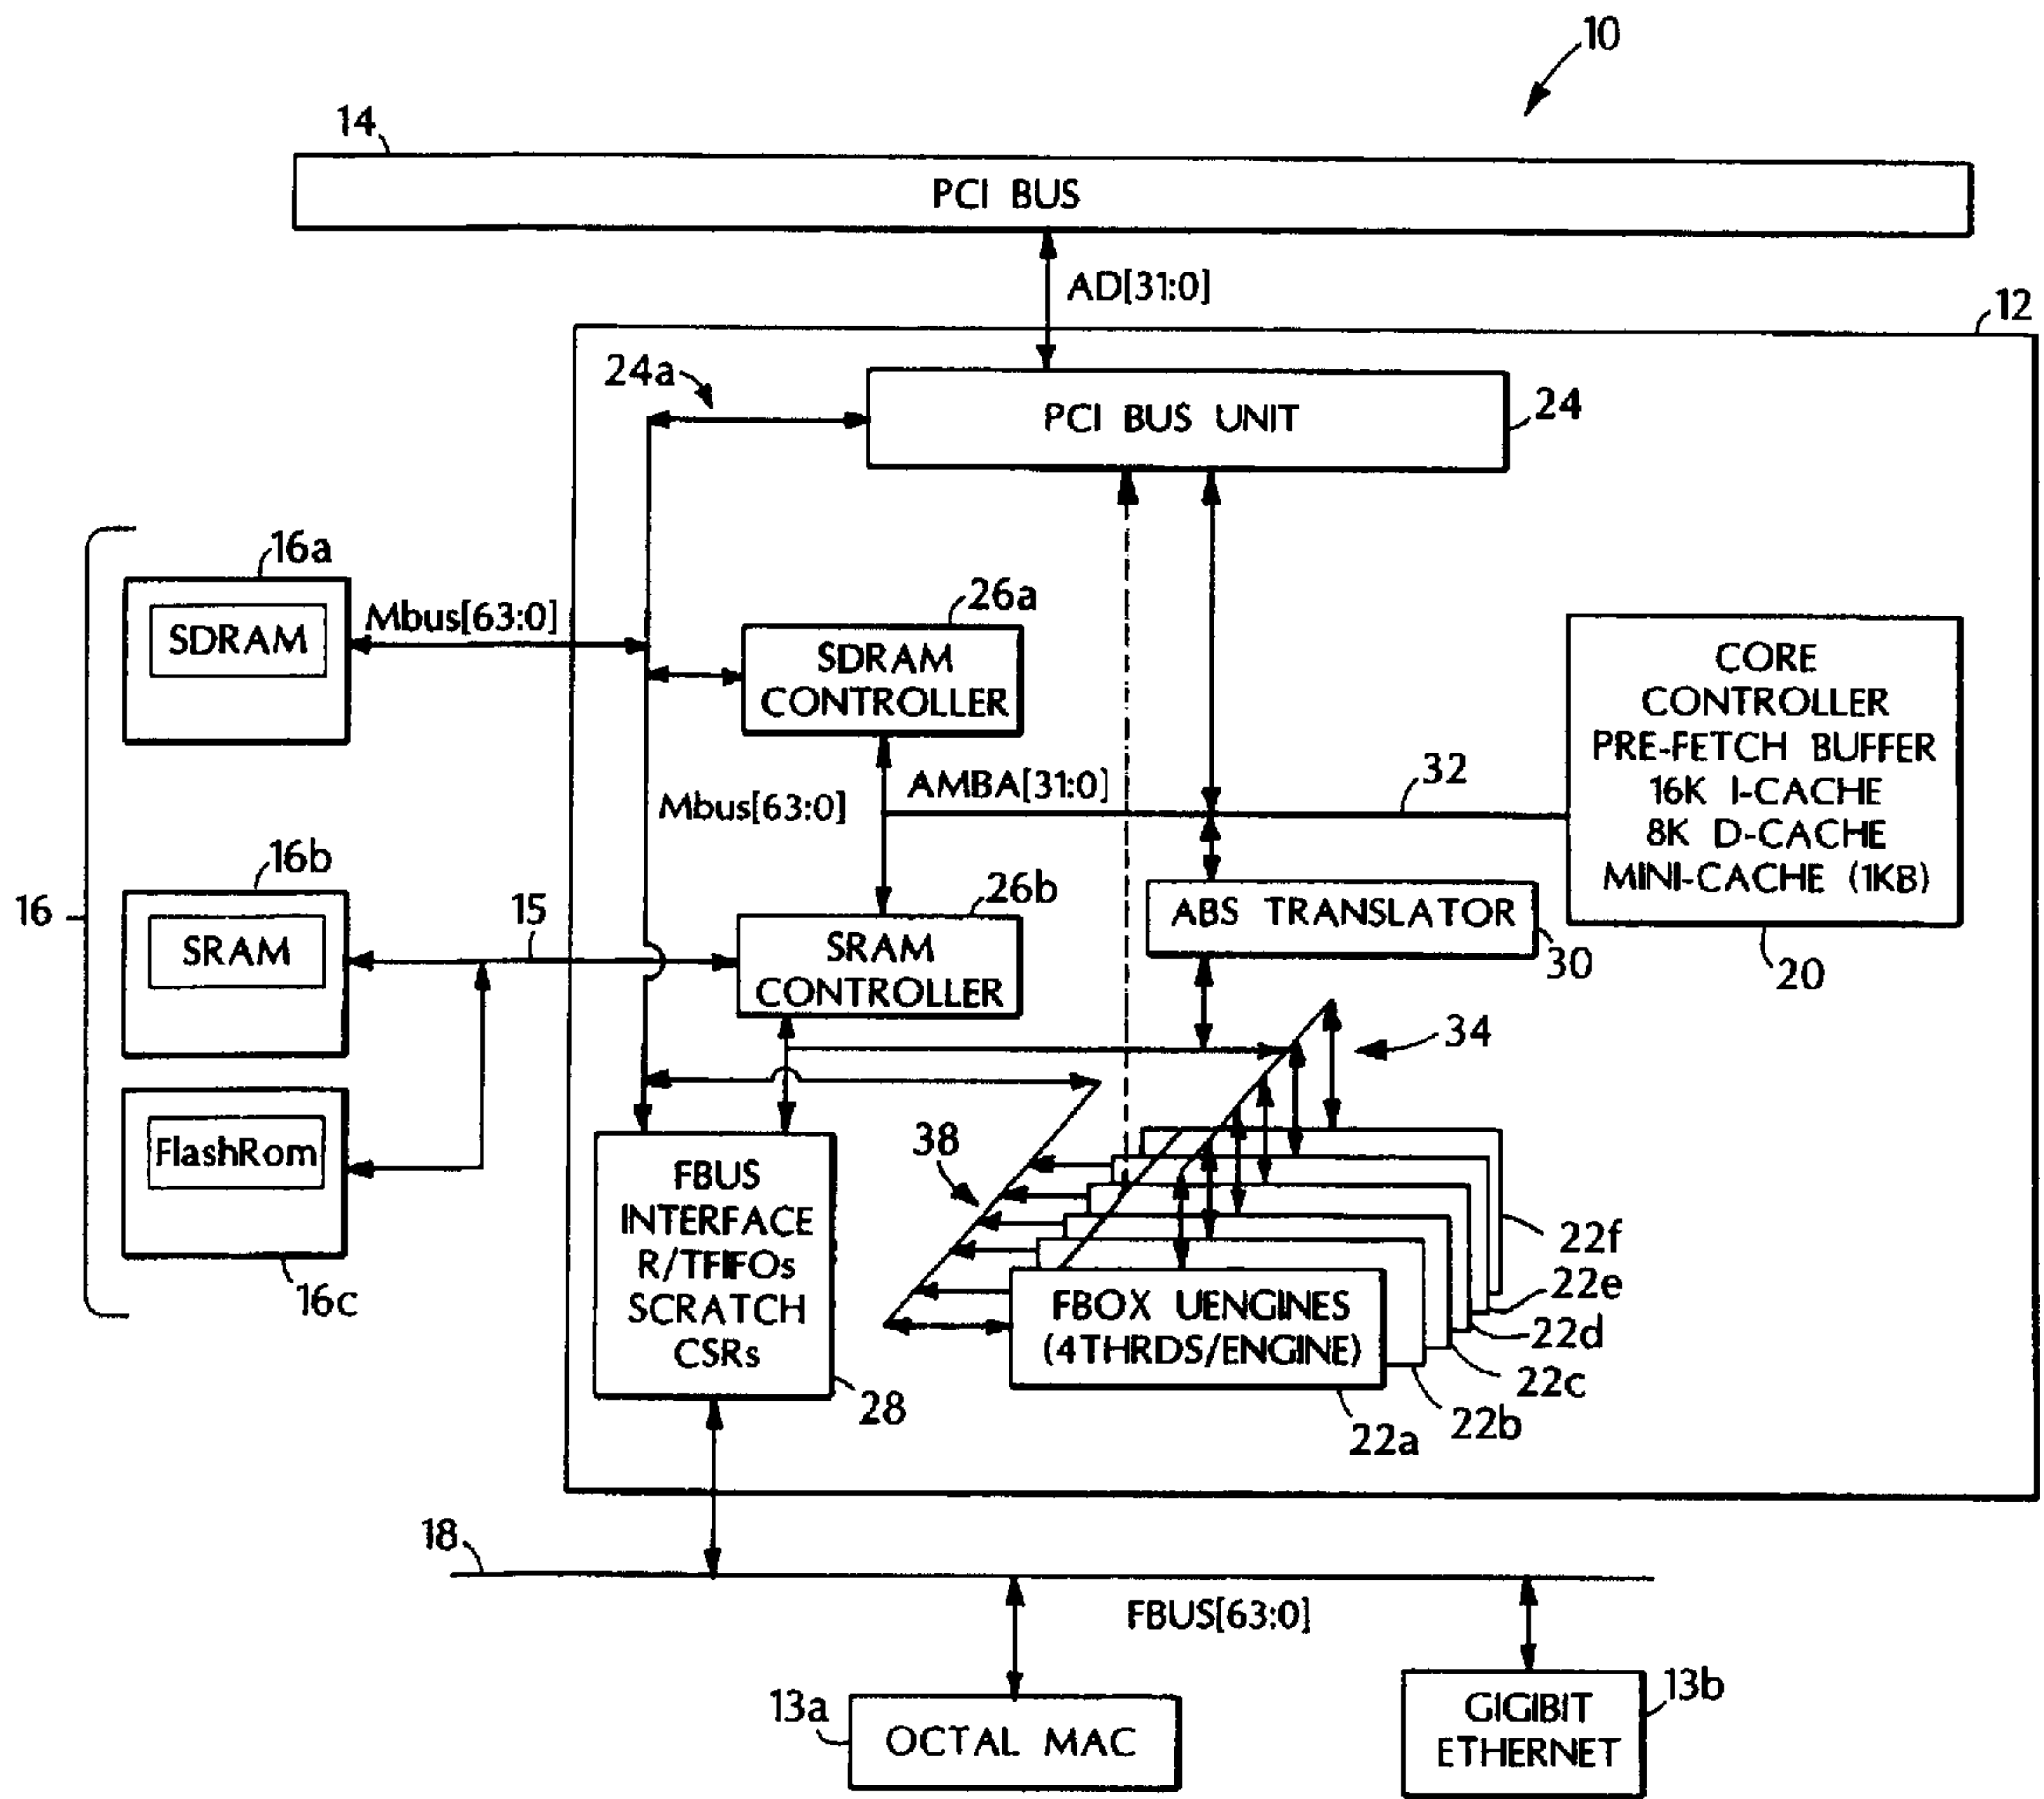 10
14
PCI BUS
AD[31:0]
12
24a
PCI BUS UNIT
24
16a
SDRAM
Mbus[63:0]
26a
SDRAM
CONTROLLER
CORE
CONTROLLER
PRE-FETCH BUFFER
16K I-CACHE
8K D-CACHE
MINI-CACHE (1KB)
20
AMBA[31:0]
32
Mbus[63:0]
16
16b
SRAM
15
26b
SRAM
CONTROLLER
ABS TRANSLATOR
30
34
FlashRom
16c
FBUS
INTERFACE
R/TFIFOs
SCRATCH
CSRs
28
38
FBOX UENGINES
(4THRDS/ENGINE)
22f
22e
22d
22c
22b
22a
18
FBUS[63:0]
13a
OCTAL MAC
13b
GIGIBIT
ETHERNET